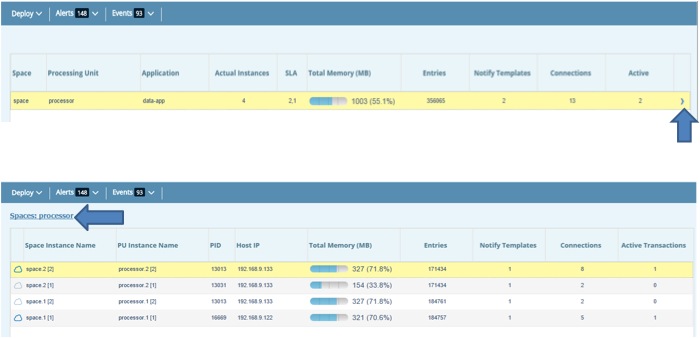 Deploy Alerts 148 Events 93
Space Processing Unit Application Actual Instances SLA Total Memory (MB) Entries Notify Templates Connections Active
space processor data-app 4 2,1 1003 (55.1%) 356065 2 13 2
Deploy Alerts 148 Events 93
Spaces: processor
Space Instance Name PU Instance Name PID Host IP Total Memory (MB) Entries Notify Templates Connections Active Transactions
space.2 [2] processor.2 [2] 13013 192.168.9.133 327 (71.8%) 171434 1 8 1
space.2 [1] processor.2 [1] 13031 192.168.9.133 154 (33.8%) 171434 1 2 0
space.1 [2] processor.1 [2] 13013 192.168.9.133 327 (71.8%) 184761 1 2 0
space.1 [1] processor.1 [1] 16669 192.168.9.122 321 (70.6%) 184757 1 5 1